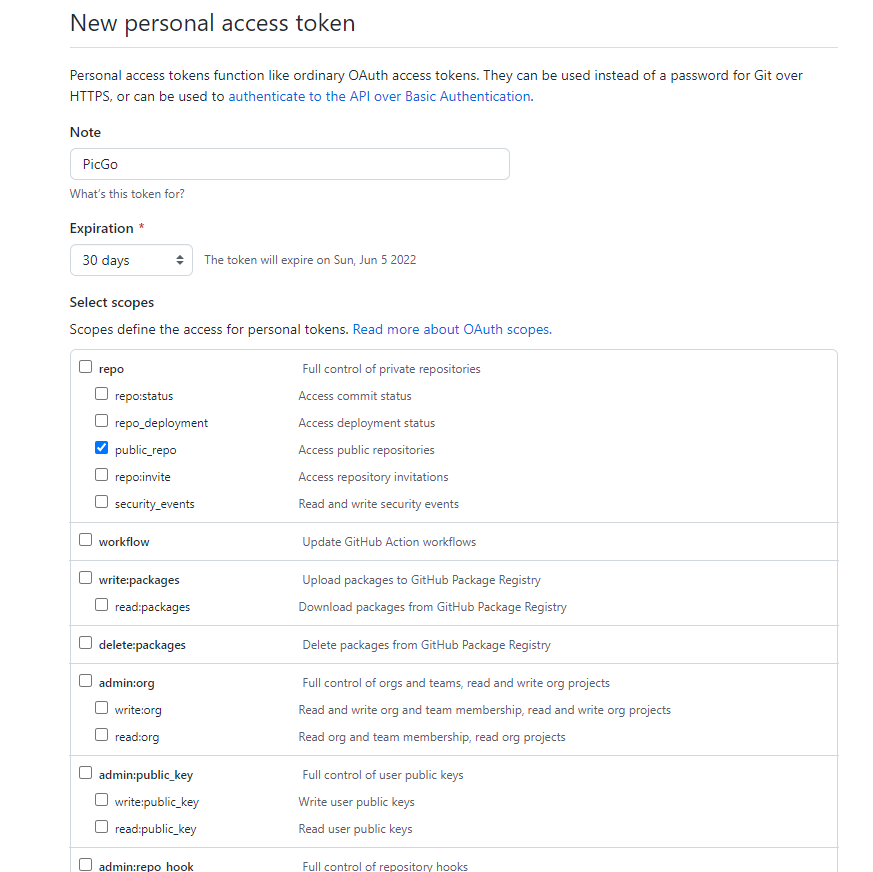 New personal access token
Personal access tokens function like ordinary OAuth access tokens. They can be used instead of a password for Git over
HTTPS, or can be used to authenticate to the API over Basic Authentication.
Note
PicGo
What's this token for?
Expiration *
30 days The token will expire on Sun, Jun 5 2022
Select scopes
Scopes define the access for personal tokens. Read more about OAuth scopes.
repo Full control of private repositories
repo:status Access commit status
repo_deployment Access deployment status
public_repo Access public repositories
repo:invite Access repository invitations
security_events Read and write security events
workflow Update GitHub Action workflows
write:packages Upload packages to GitHub Package Registry
read:packages Download packages from GitHub Package Registry
delete:packages Delete packages from GitHub Package Registry
admin:org Full control of orgs and teams, read and write org projects
write:org Read and write org and team membership, read and write org projects
read:org Read org and team membership, read org projects
admin:public_key Full control of user public keys
write:public_key Write user public keys
read:public_key Read user public keys
admin:repo_hook Full control of repository hooks